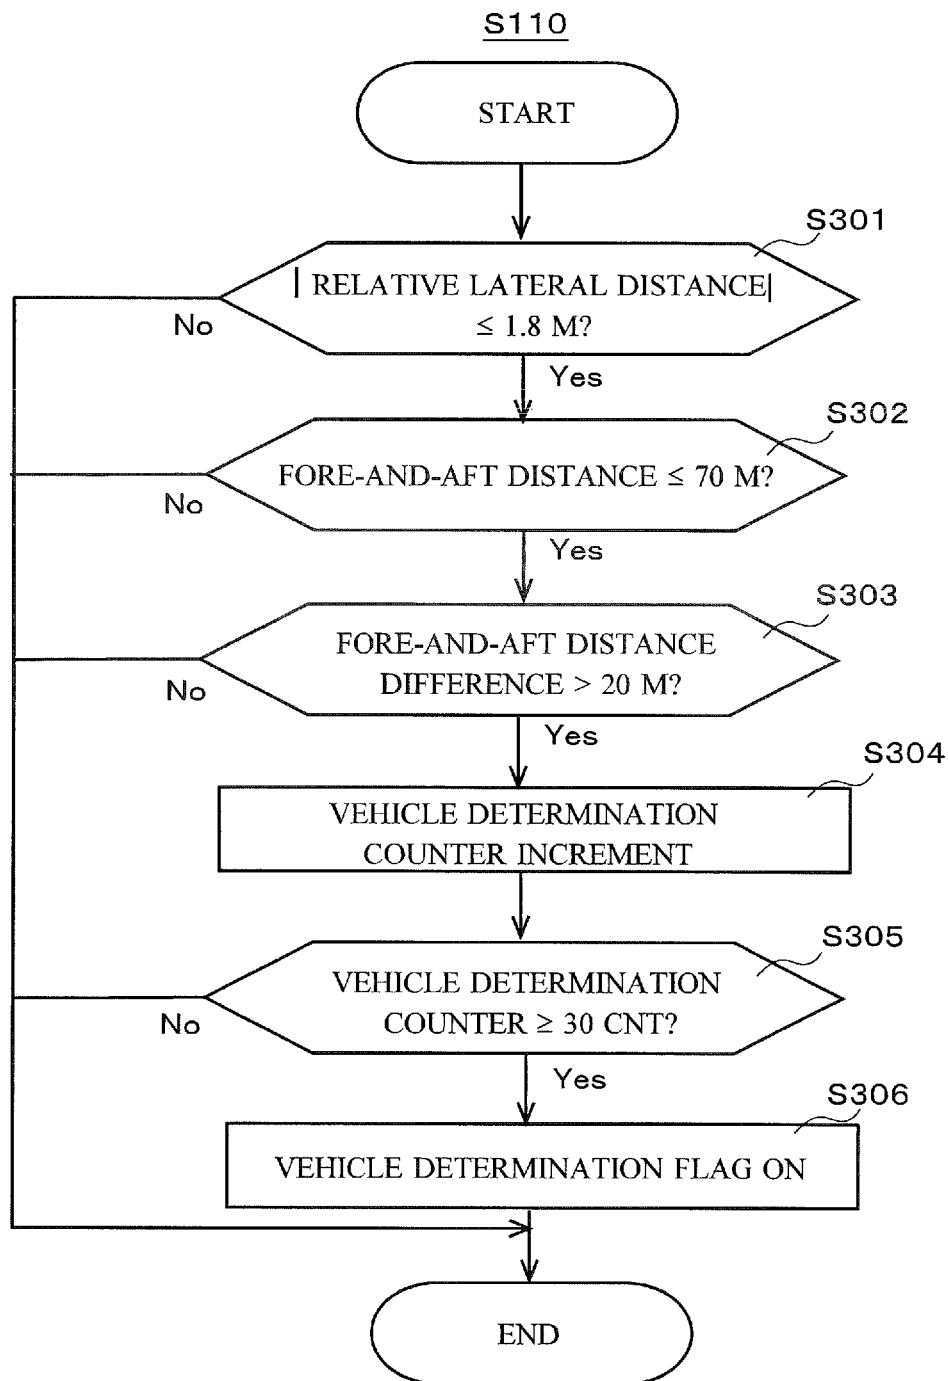 S110
START
S301
| RELATIVE LATERAL DISTANCE|
≤ 1.8 M?
No
Yes
S302
FORE-AND-AFT DISTANCE ≤ 70 M?
No
Yes
S303
FORE-AND-AFT DISTANCE
DIFFERENCE > 20 M?
No
Yes
S304
VEHICLE DETERMINATION
COUNTER INCREMENT
S305
VEHICLE DETERMINATION
COUNTER ≥ 30 CNT?
No
Yes
S306
VEHICLE DETERMINATION FLAG ON
END